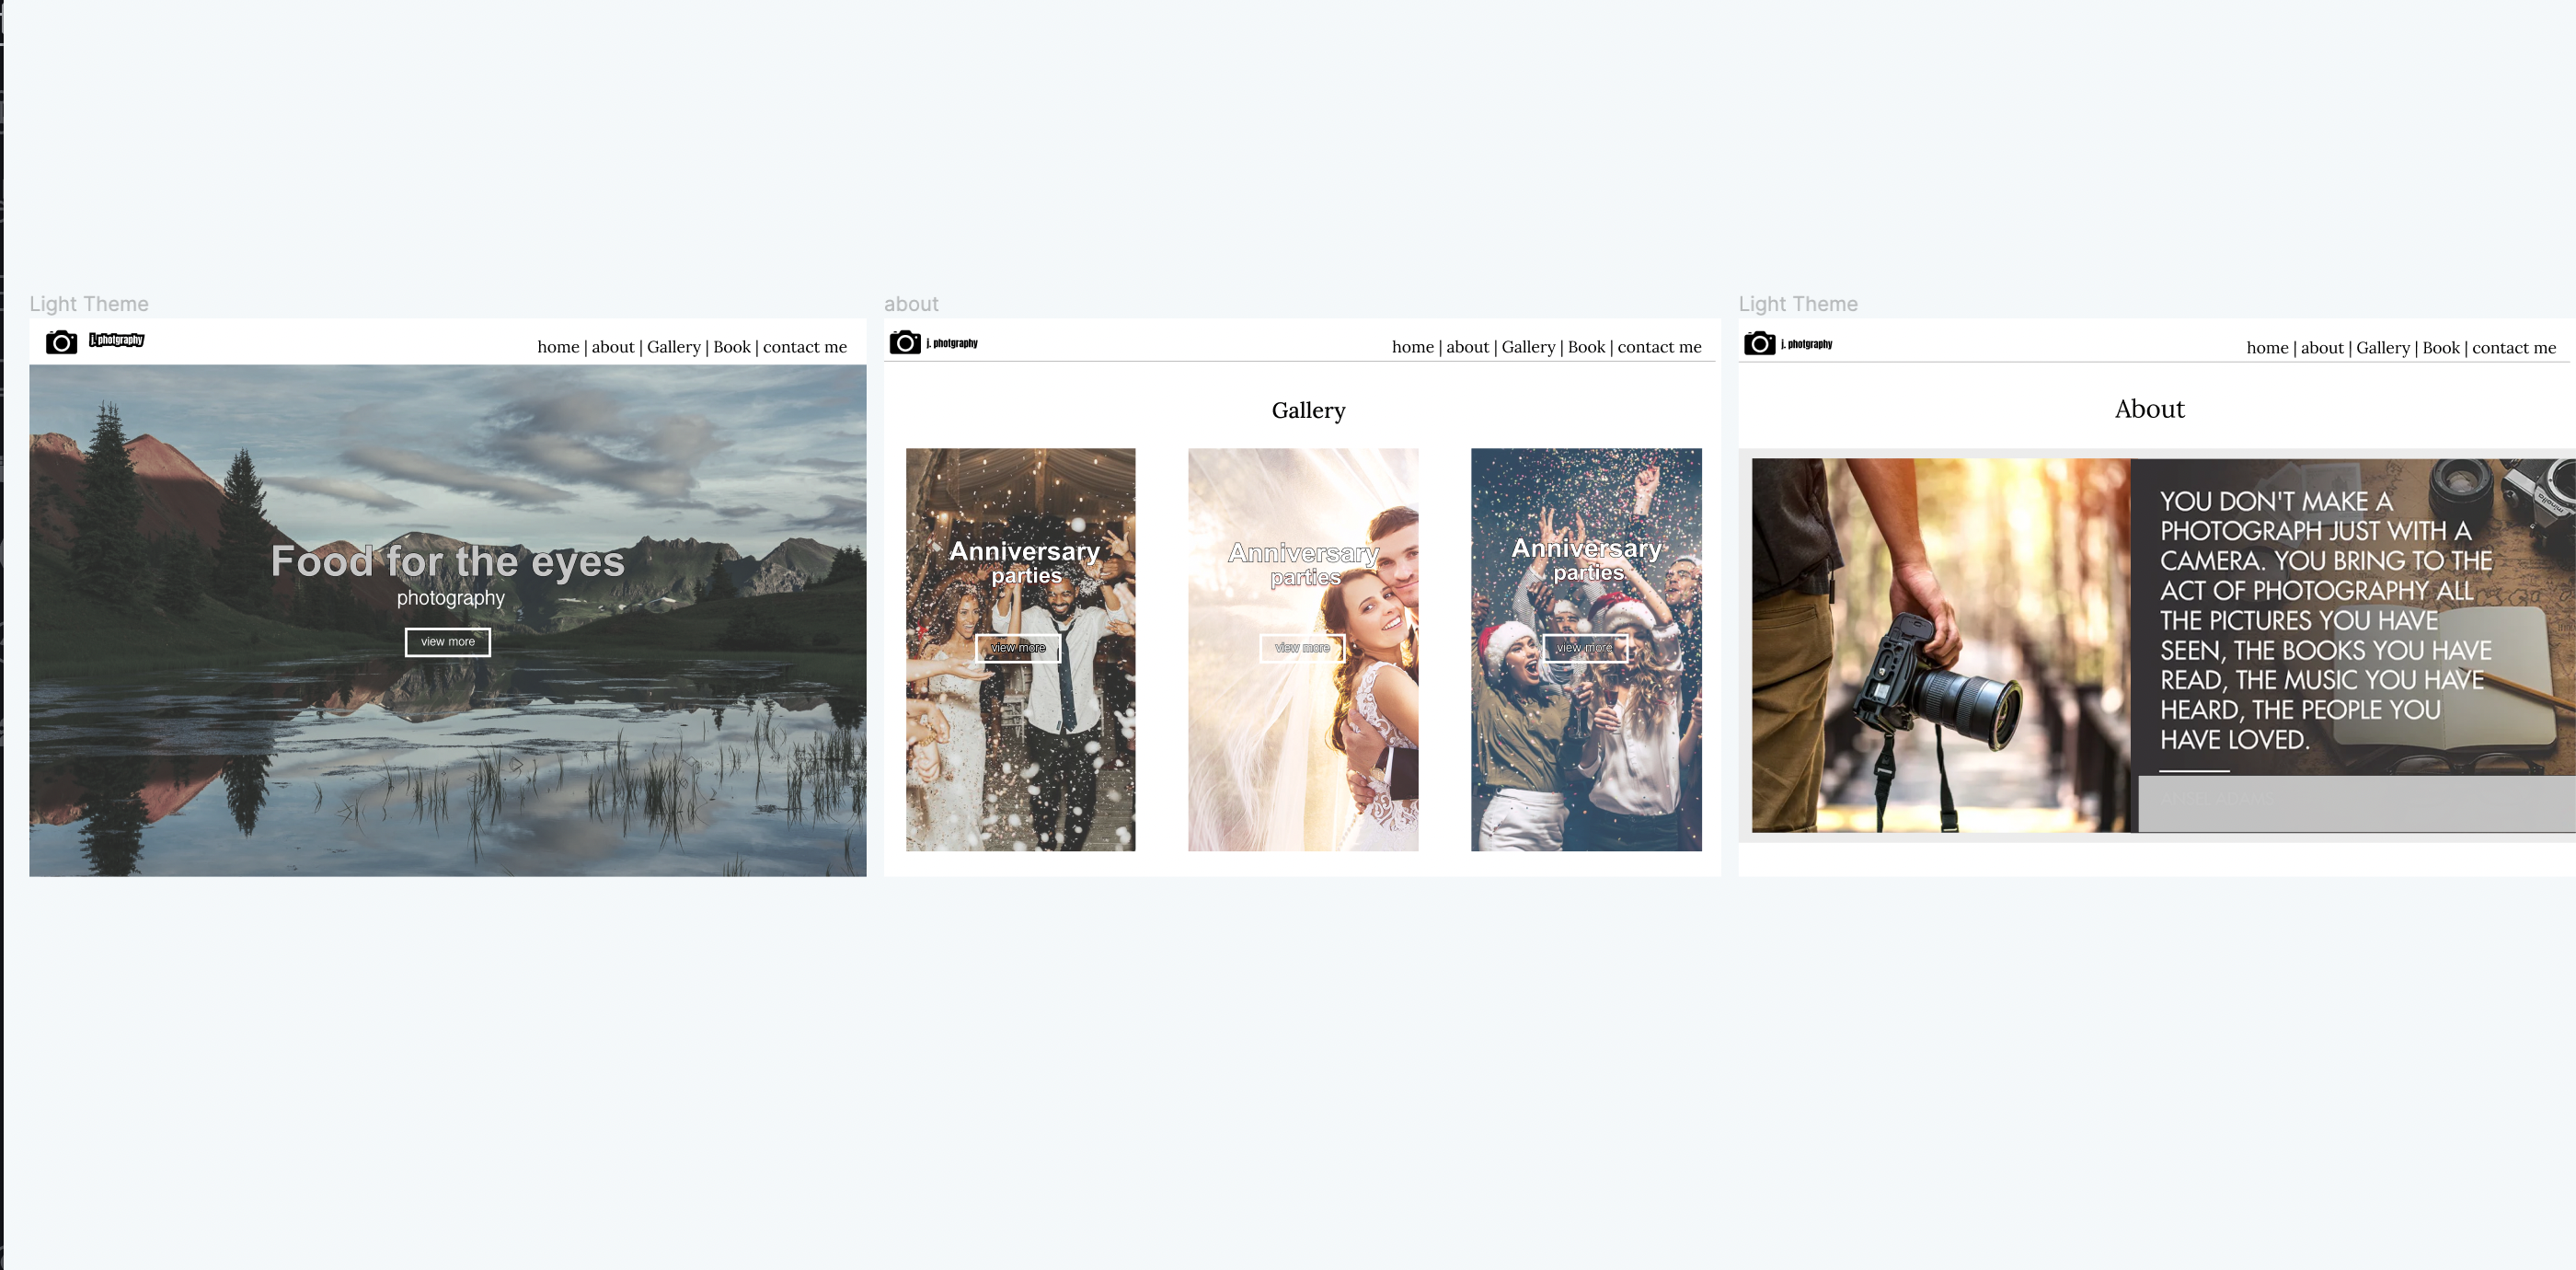 Light Theme
j. photgraphy
home | about | Gallery | Book | contact me
Food for the eyes
photography
view more
about
j. photgraphy
home | about | Gallery | Book | contact me
Gallery
Anniversary
parties
view more
Anniversary
parties
view more
Anniversary
parties
view more
Light Theme
j. photgraphy
home | about | Gallery | Book | contact me
About
YOU DON'T MAKE A
PHOTOGRAPH JUST WITH A
CAMERA. YOU BRING TO THE
ACT OF PHOTOGRAPHY ALL
THE PICTURES YOU HAVE
SEEN, THE BOOKS YOU HAVE
READ, THE MUSIC YOU HAVE
HEARD, THE PEOPLE YOU
HAVE LOVED.